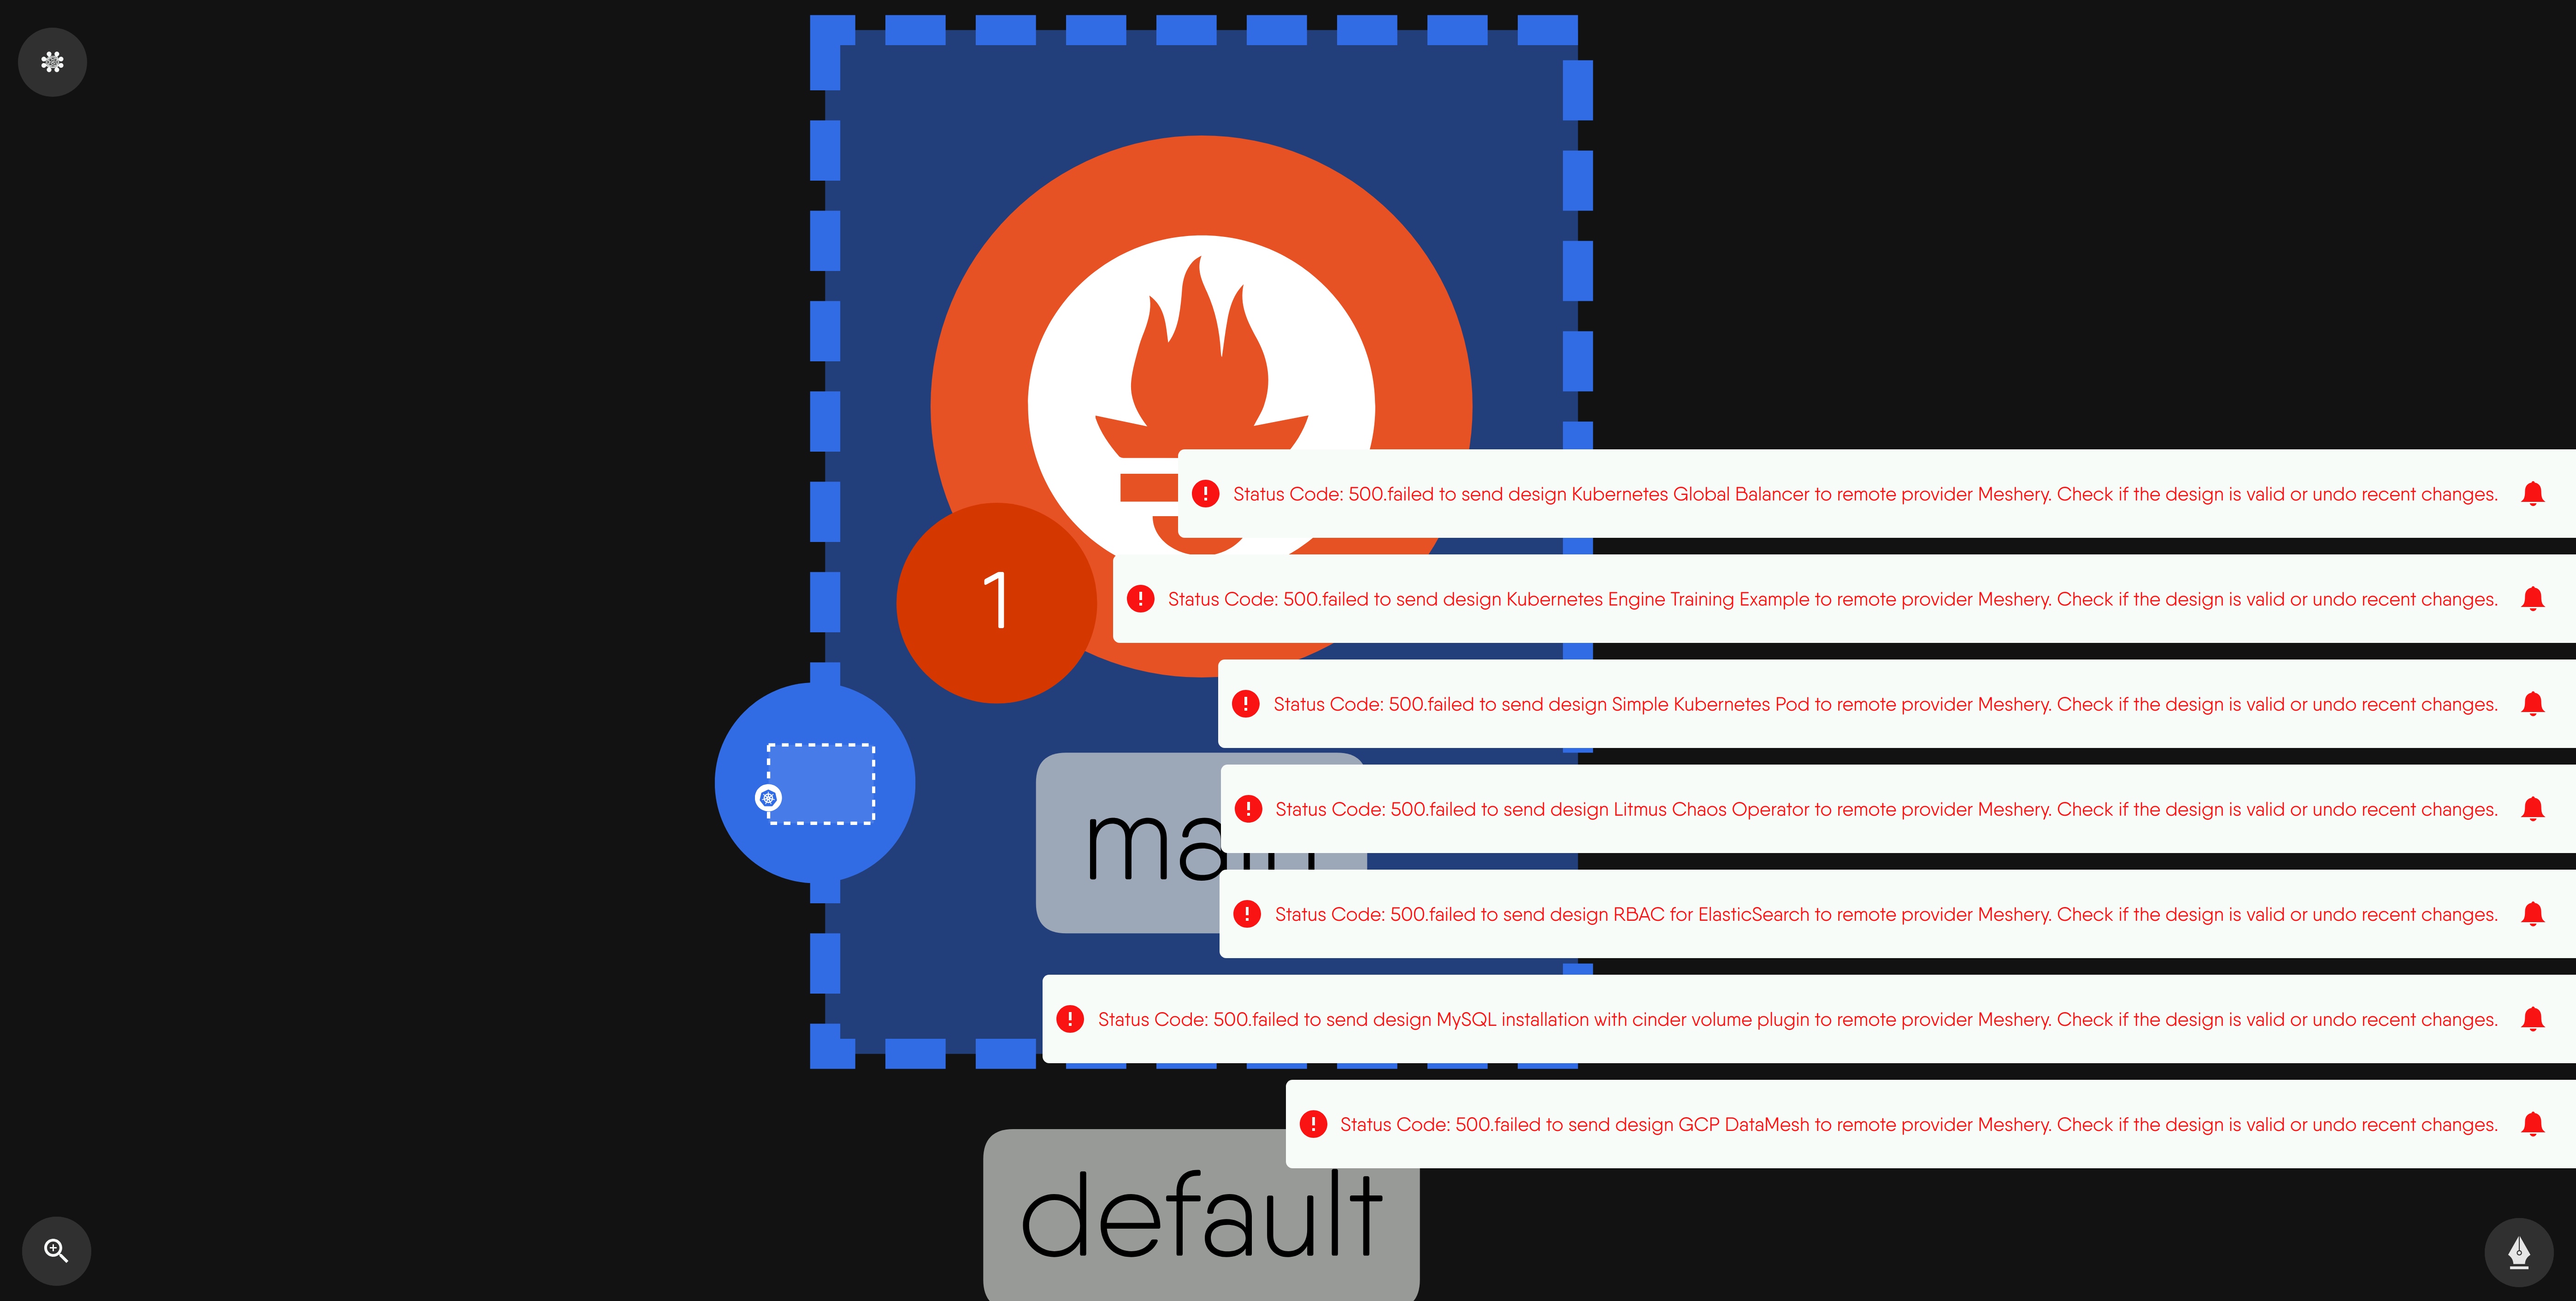 Status Code: 500.failed to send design Kubernetes Global Balancer to remote provider Meshery. Check if the design is valid or undo recent changes.
1
Status Code: 500.failed to send design Kubernetes Engine Training Example to remote provider Meshery. Check if the design is valid or undo recent changes.
Status Code: 500.failed to send design Simple Kubernetes Pod to remote provider Meshery. Check if the design is valid or undo recent changes.
main
Status Code: 500.failed to send design Litmus Chaos Operator to remote provider Meshery. Check if the design is valid or undo recent changes.
Status Code: 500.failed to send design RBAC for ElasticSearch to remote provider Meshery. Check if the design is valid or undo recent changes.
Status Code: 500.failed to send design MySQL installation with cinder volume plugin to remote provider Meshery. Check if the design is valid or undo recent changes.
Status Code: 500.failed to send design GCP DataMesh to remote provider Meshery. Check if the design is valid or undo recent changes.
default